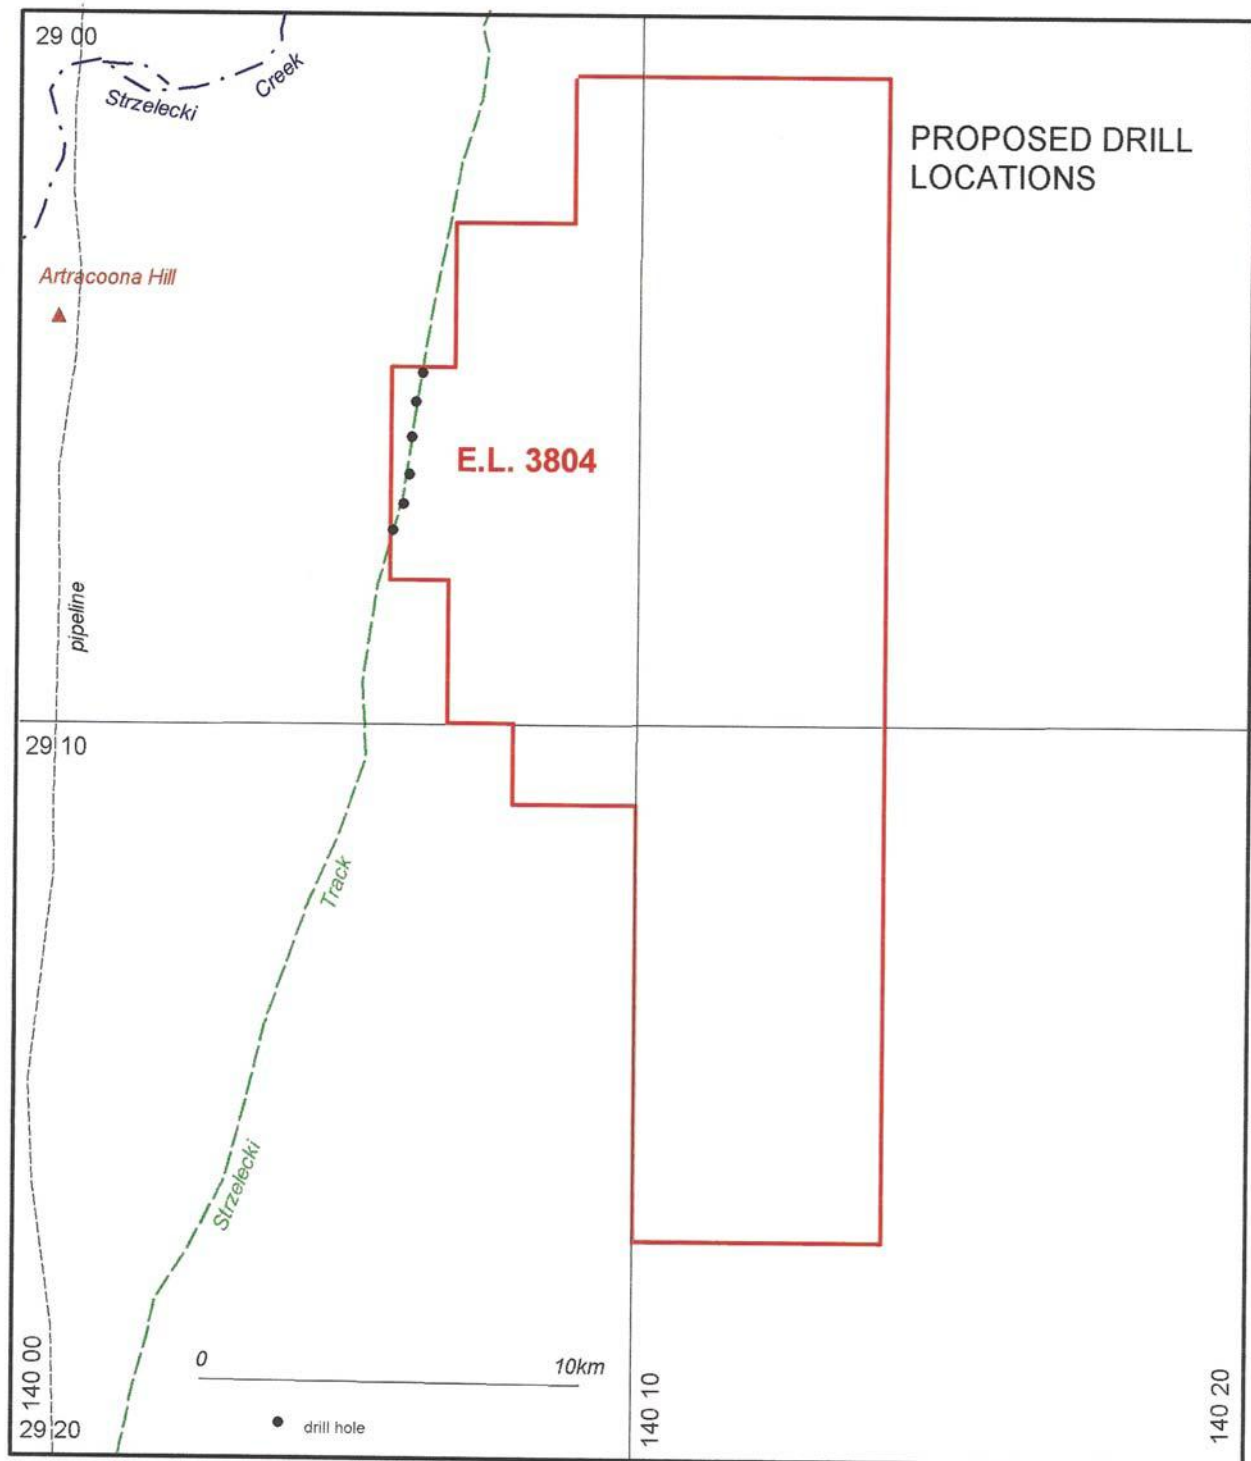 29 00
Strzelecki
Creek
PROPOSED DRILL
LOCATIONS
Artracoona Hill
E.L. 3804
pipeline
29 10
Track
Strzelecki
0
10km
140 00
140 10
140 20
29 20
drill hole